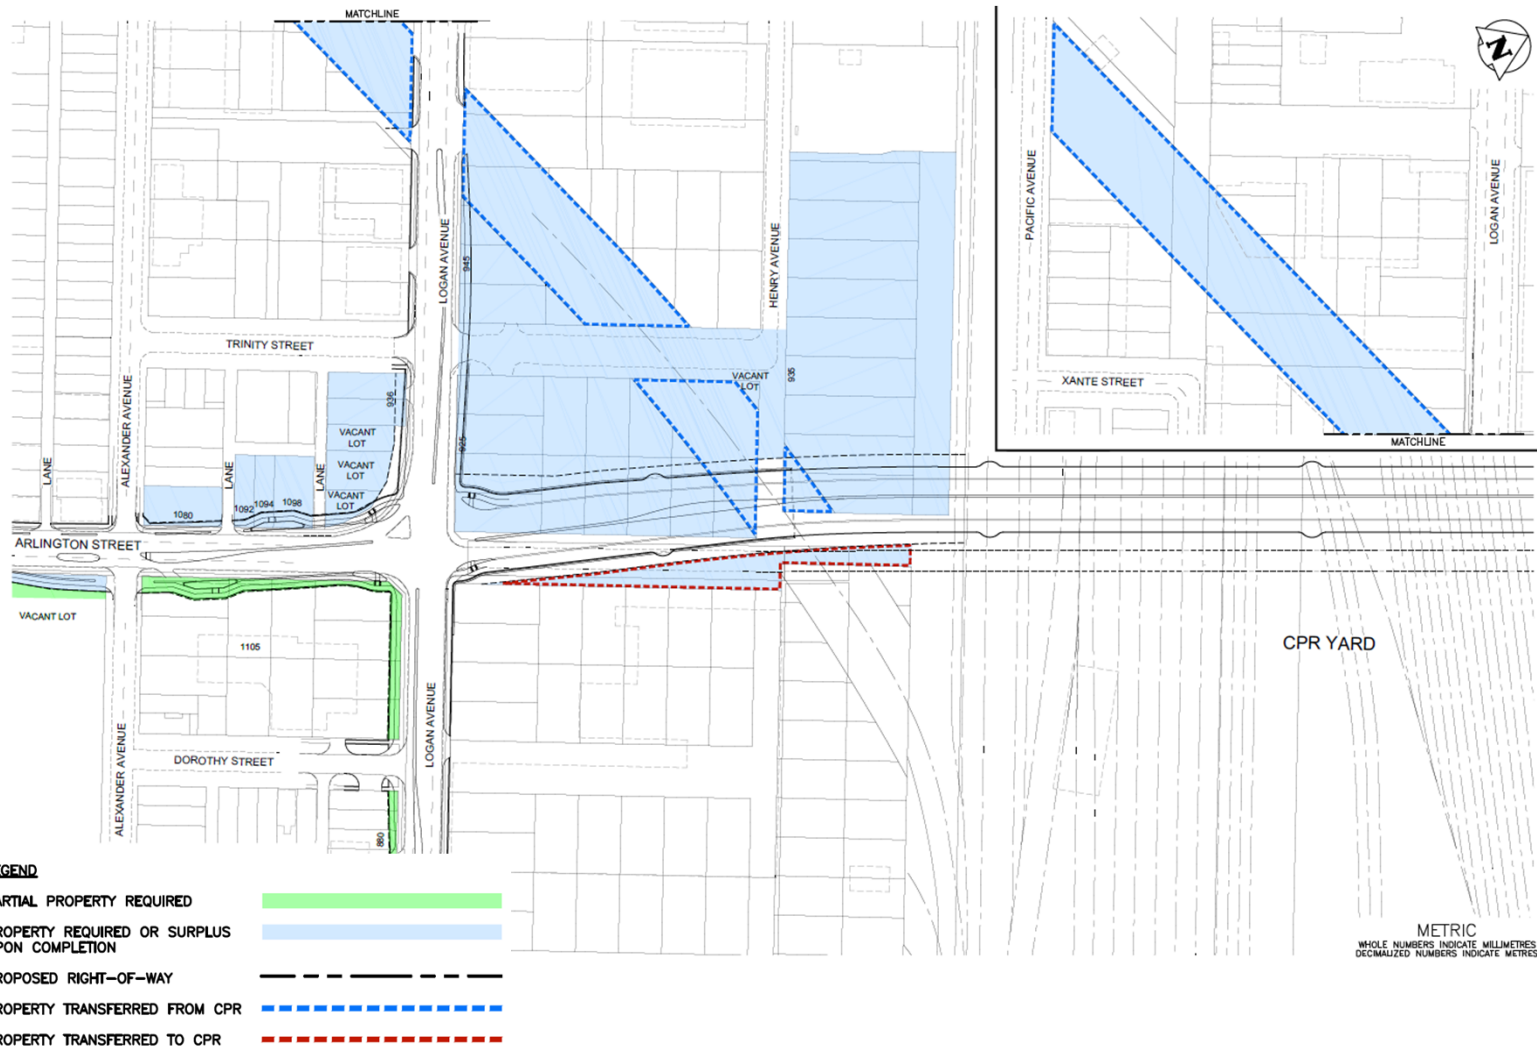 MATCHLINE
N
PACIFIC AVENUE
LOGAN AVENUE
LOGAN AVENUE
945
HENRY AVENUE
TRINITY STREET
VACANT
LOT
935
XANTE STREET
MATCHLINE
ALEXANDER AVENUE
936
VACANT
LOT
925
LANE
LANE
LANE
VACANT
LOT
VACANT
LOT
1080
1092
1094
1098
ARLINGTON STREET
VACANT LOT
1105
CPR YARD
LOGAN AVENUE
DOROTHY STREET
ALEXANDER AVENUE
880
EGEND
ARTIAL PROPERTY REQUIRED
ROPERTY REQUIRED OR SURPLUS
PON COMPLETION
ROPOSED RIGHT-OF-WAY
ROPERTY TRANSFERRED FROM CPR
ROPERTY TRANSFERRED TO CPR
METRIC
WHOLE NUMBERS INDICATE MILLIMETRES
DECIMALIZED NUMBERS INDICATE METRES